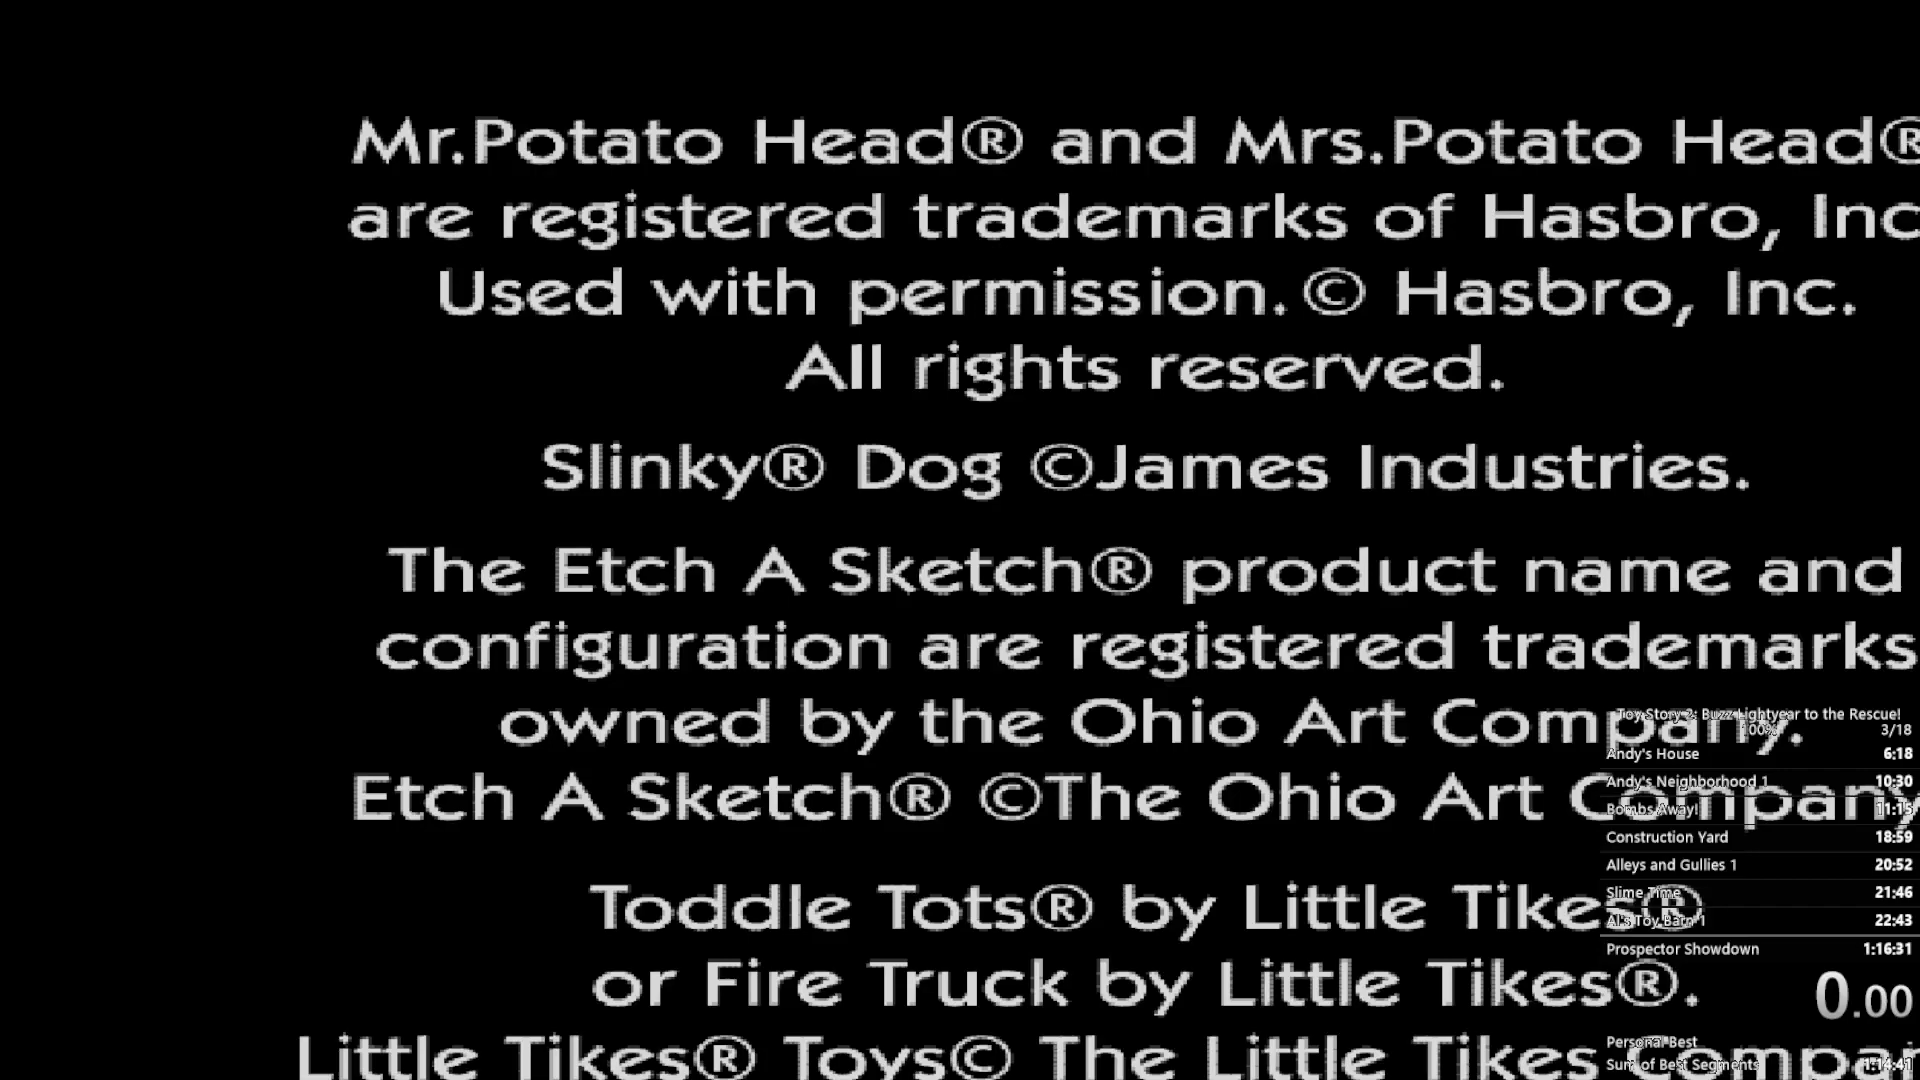 Mr.Potato Head® and Mrs.Potato Head®
are registered trademarks of Hasbro, Inc
Used with permission.© Hasbro, Inc.
All rights reserved.
Slinky® Dog ©James Industries.
The Etch A Sketch® product name and
configuration are registered trademarks
owned by the Ohio Art Company.
Etch A Sketch® ©The Ohio Art Company
Toddle Tots® by Little Tikes®
or Fire Truck by Little Tikes®.
Little Tikes® Toys© The Little Tikes Compan
Toy Story 2: Buzz Lightyear to the Rescue!
100% 3/18
Andy's House 6:18
Andy's Neighborhood 1 10:30
Bombs Away! 11:15
Construction Yard 18:59
Alleys and Gullies 1 20:52
Slime Time 21:46
Al's Toy Barn 1 22:43
Prospector Showdown 1:16:31
0.00
Personal Best
Sum of Best Segments 1:14:41